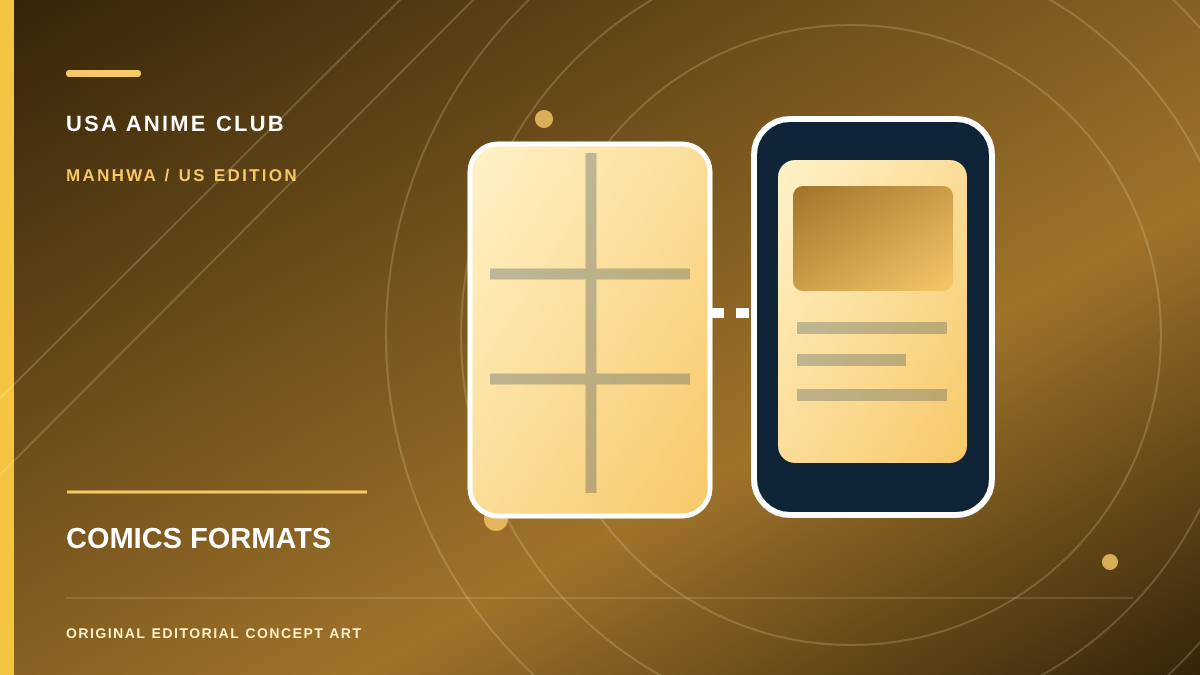 USA ANIME CLUB
MANHWA / US EDITION
COMICS FORMATS
ORIGINAL EDITORIAL CONCEPT ART